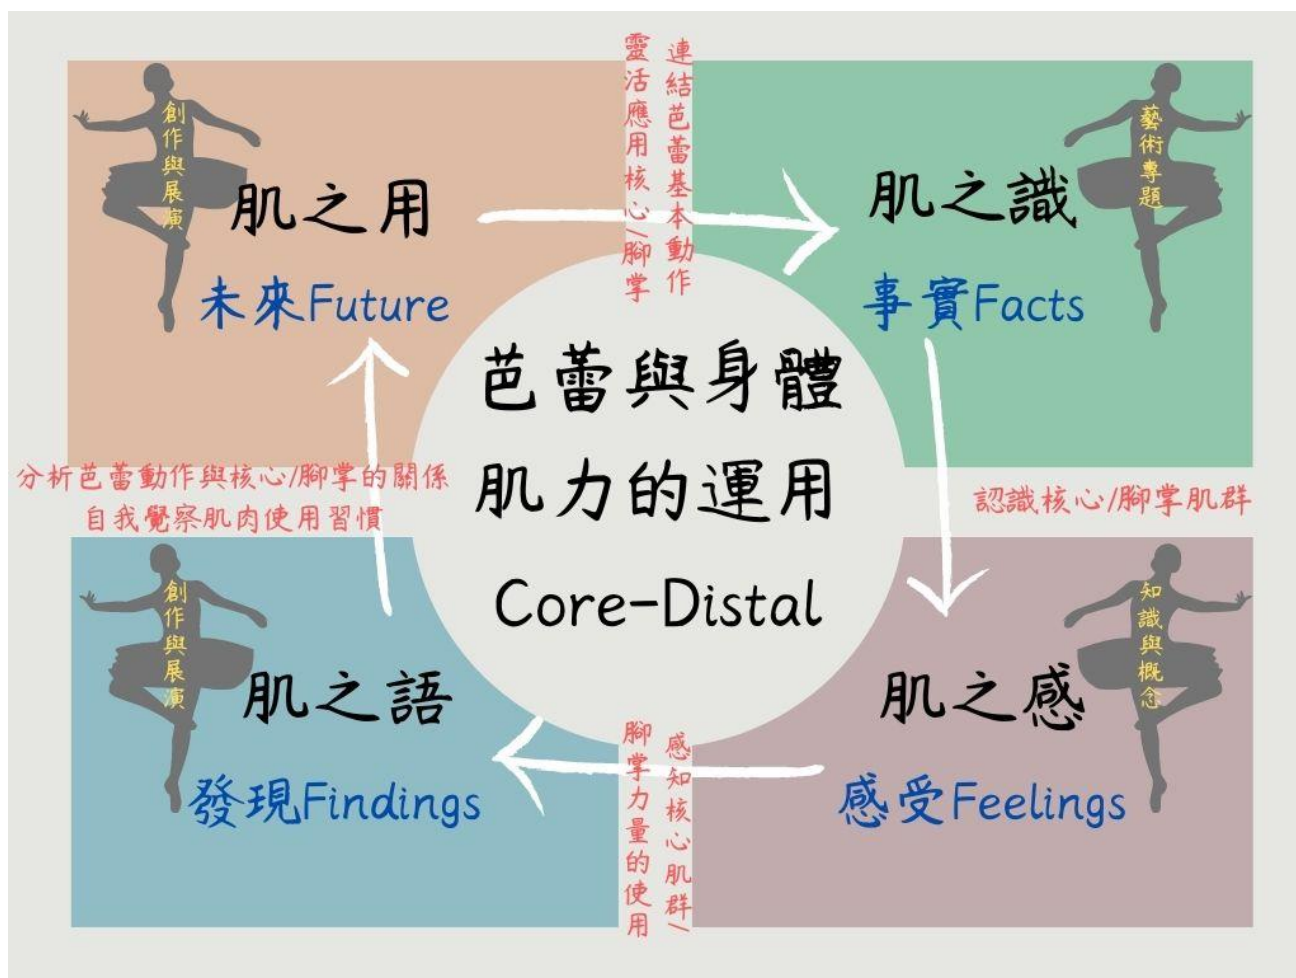 創作與展演
肌之用
未來Future
連結芭蕾基本動作
靈活應用核心/腳掌
藝術專題
肌之識
事實Facts
芭蕾與身體
肌力的運用
Core-Distal
分析芭蕾動作與核心/腳掌的關係
自我覺察肌肉使用習慣
認識核心/腳掌肌群
創作與展演
肌之語
發現Findings
感知核心肌群/
腳掌力量的使用
知識與概念
肌之感
感受Feelings